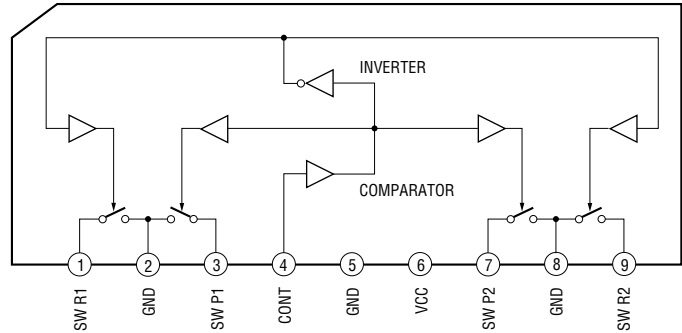 INVERTER
COMPARATOR
1 2 3 4 5 6 7 8 9
SW R1
GND
SW P1
CONT
GND
VCC
SW P2
GND
SW R2